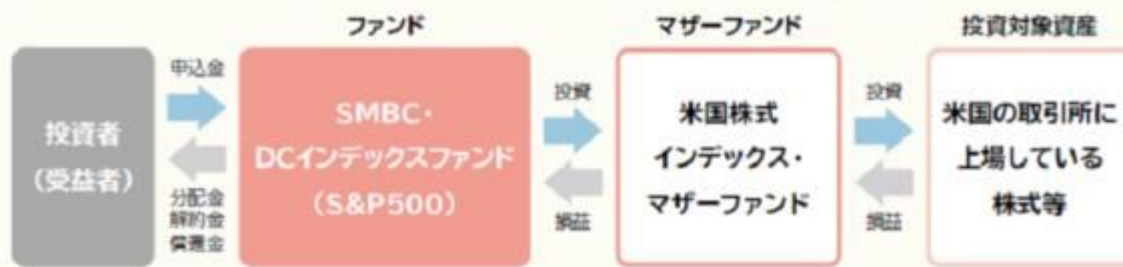 ファンド
マザーファンド
投資対象資産
投資者
（受益者）
申込金
分配金
解約金
償還金
SMBC・
DCインデックスファンド
（S&P500）
投資
損益
米国株式
インデックス・
マザーファンド
投資
損益
米国の取引所に
上場している
株式等